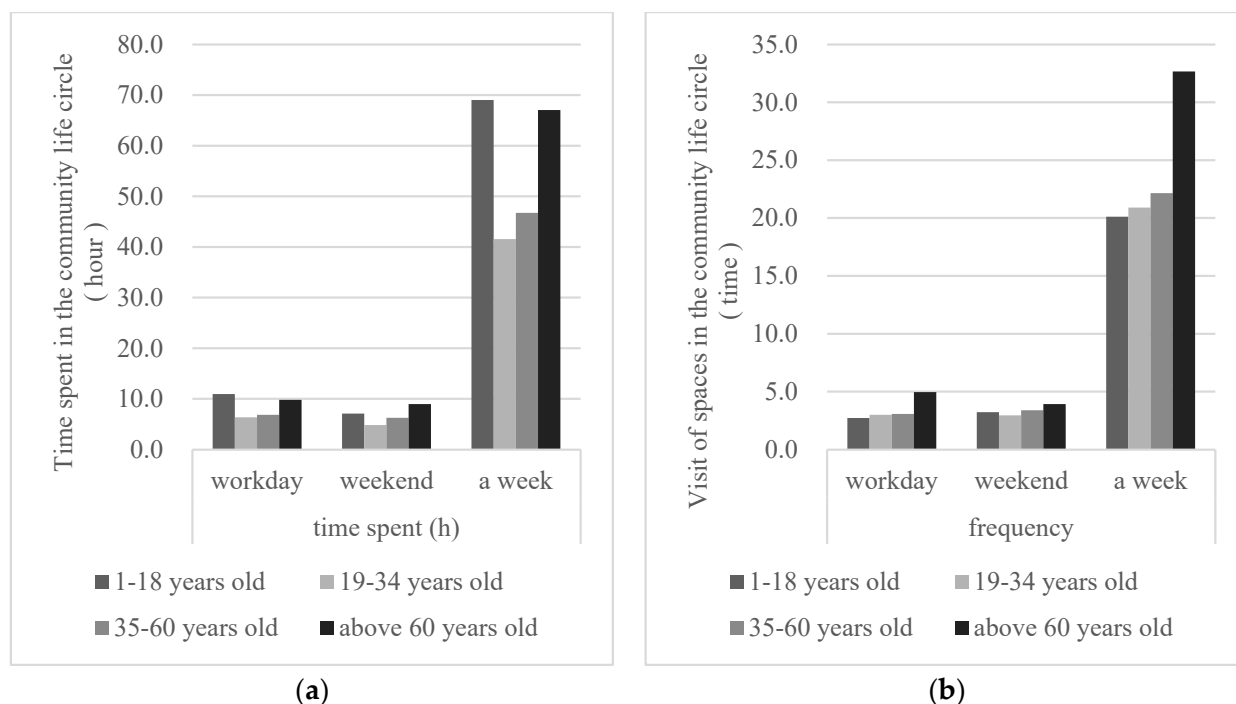 Time spent in the community life circle
( hour )
80.0
70.0
60.0
50.0
40.0
30.0
20.0
10.0
0.0
workday weekend a week
time spent (h)
1-18 years old 19-34 years old
35-60 years old above 60 years old
(a)
Visit of spaces in the community life circle
( time )
35.0
30.0
25.0
20.0
15.0
10.0
5.0
0.0
workday weekend a week
frequency
1-18 years old 19-34 years old
35-60 years old above 60 years old
(b)